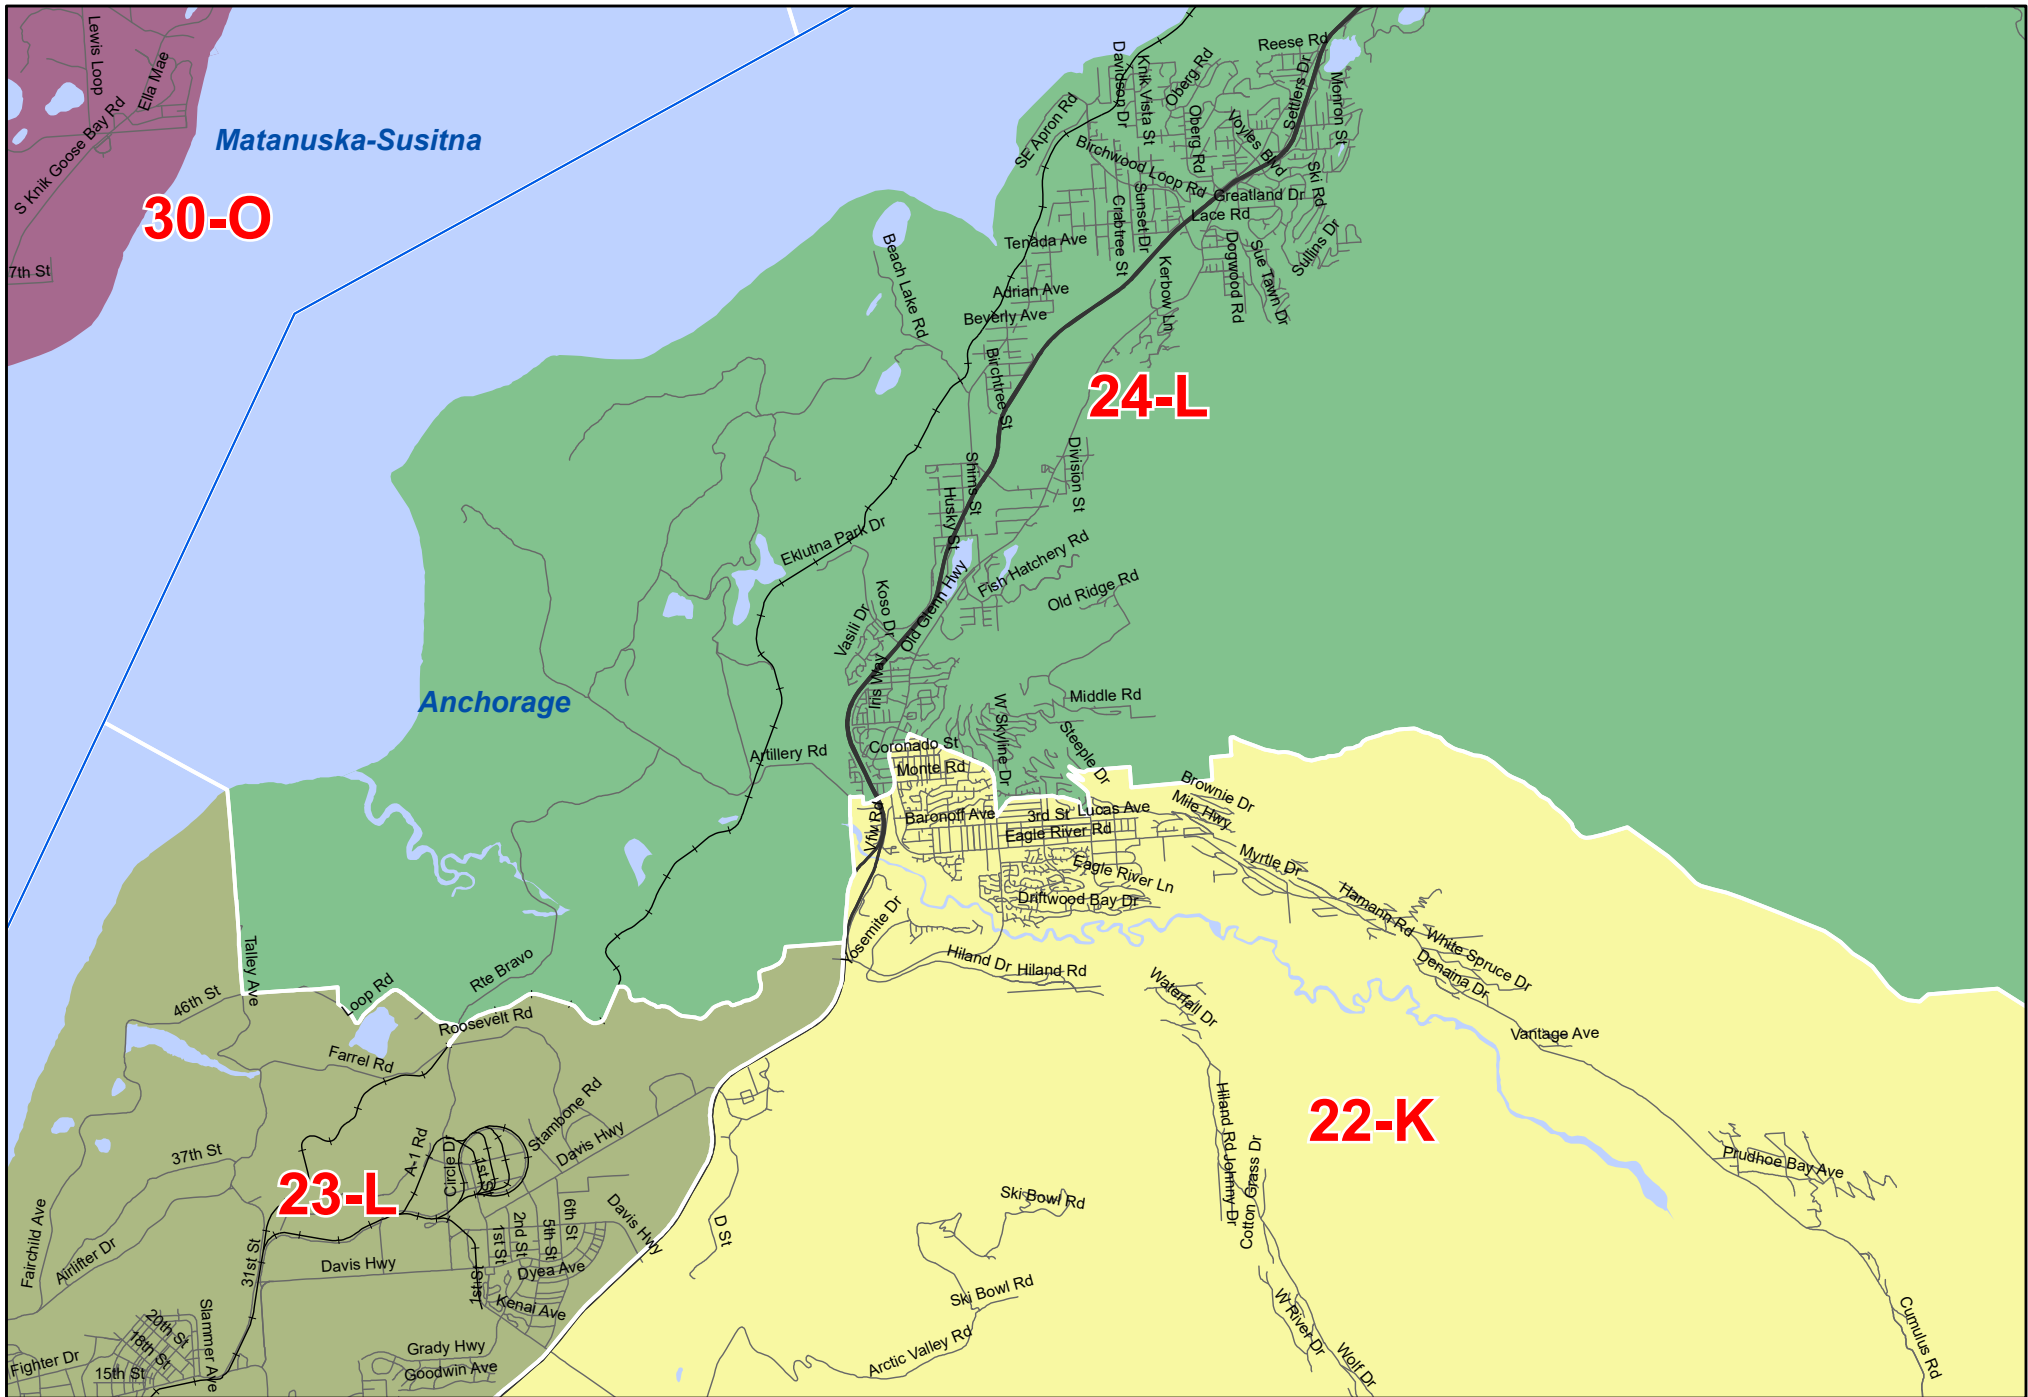 Lewis Loop
Ella Mae
S Knik Goose Bay Rd
7th St
Matanuska-Susitna
30-O
Reese Rd
Davidson Dr
Knik Vista St
Oberg Rd
Settlers Dr
Monron St
SE Apron Rd
Oberg Rd
Voyles Blvd
Birchwood Loop Rd
Ski Rd
Greatland Dr
Sunset Dr
Crabtree St
Lace Rd
Tenada Ave
Beach Lake Rd
Dogwood Rd
Sue Tawn Dr
Sullins Dr
Kerbow Ln
Adrian Ave
Beverly Ave
Birchtree St
24-L
Division St
Shims St
Husky St
Eklutna Park Dr
Fish Hatchery Rd
Old Ridge Rd
Koso Dr
Old Glenn Hwy
Vasili Dr
Iris Way
Anchorage
Middle Rd
W Skyline Dr
Steeple Dr
Artillery Rd
Coronado St
Monte Rd
Brownie Dr
Mile Hwy
Vfw Rd
Baronoff Ave
3rd St
Lucas Ave
Eagle River Rd
Myrtle Dr
Eagle River Ln
Driftwood Bay Dr
Hamann Rd
Yosemite Dr
White Spruce Dr
Talley Ave
Hiland Dr
Hiland Rd
Denaina Dr
46th St
Loop Rd
Rte Bravo
Waterfall Dr
Roosevelt Rd
Vantage Ave
Farrel Rd
22-K
Stambone Rd
Davis Hwy
Hiland Rd
Johnny Dr
Cotton Grass Dr
37th St
A-1 Rd
Circle Dr
1st St
Prudhoe Bay Ave
23-L
Ski Bowl Rd
Fairchild Ave
Airlifter Dr
31st St
1st St
2nd St
5th St
6th St
Davis Hwy
D St
Davis Hwy
Dyea Ave
1st St
Kenai Ave
Ski Bowl Rd
W River Dr
Cumulus Rd
20th St
18th St
Slammer Ave
Grady Hwy
Goodwin Ave
Arctic Valley Rd
Wolf Dr
Fighter Dr
15th St